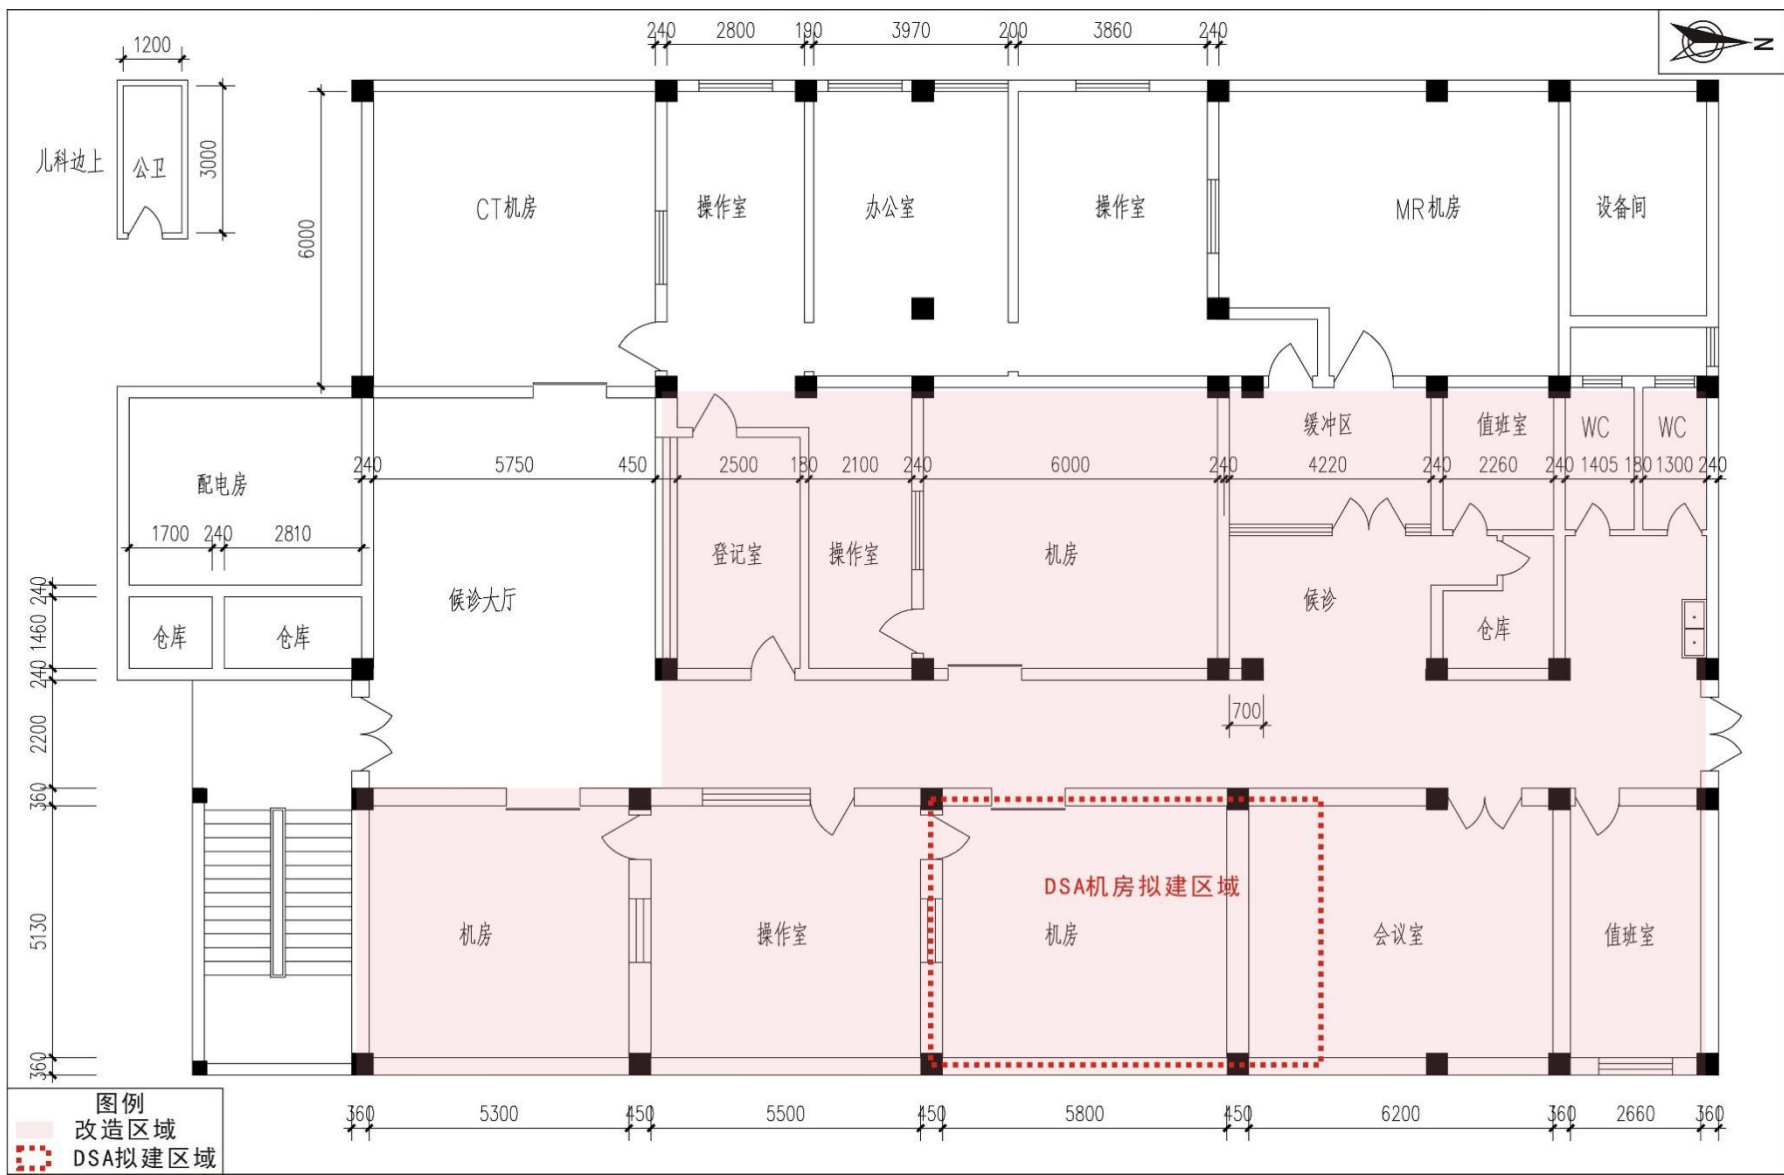 240 2800 190 3970 200 3860 240
N
1200
儿科边上
公卫
3000
6000
CT机房
操作室
办公室
操作室
MR机房
设备间
缓冲区
值班室
WC
WC
240 5750 450 2500 180 2100 240 6000 240 4220 240 2260 240 1405 180 1300 240
配电房
1700 240 2810
登记室
操作室
机房
候诊大厅
候诊
仓库
仓库
仓库
240
1460
240
2200
360
5130
360
700
DSA机房拟建区域
机房
操作室
机房
会议室
值班室
360 5300 450 5500 450 5800 450 6200 360 2660 360
图例
改造区域
DSA拟建区域